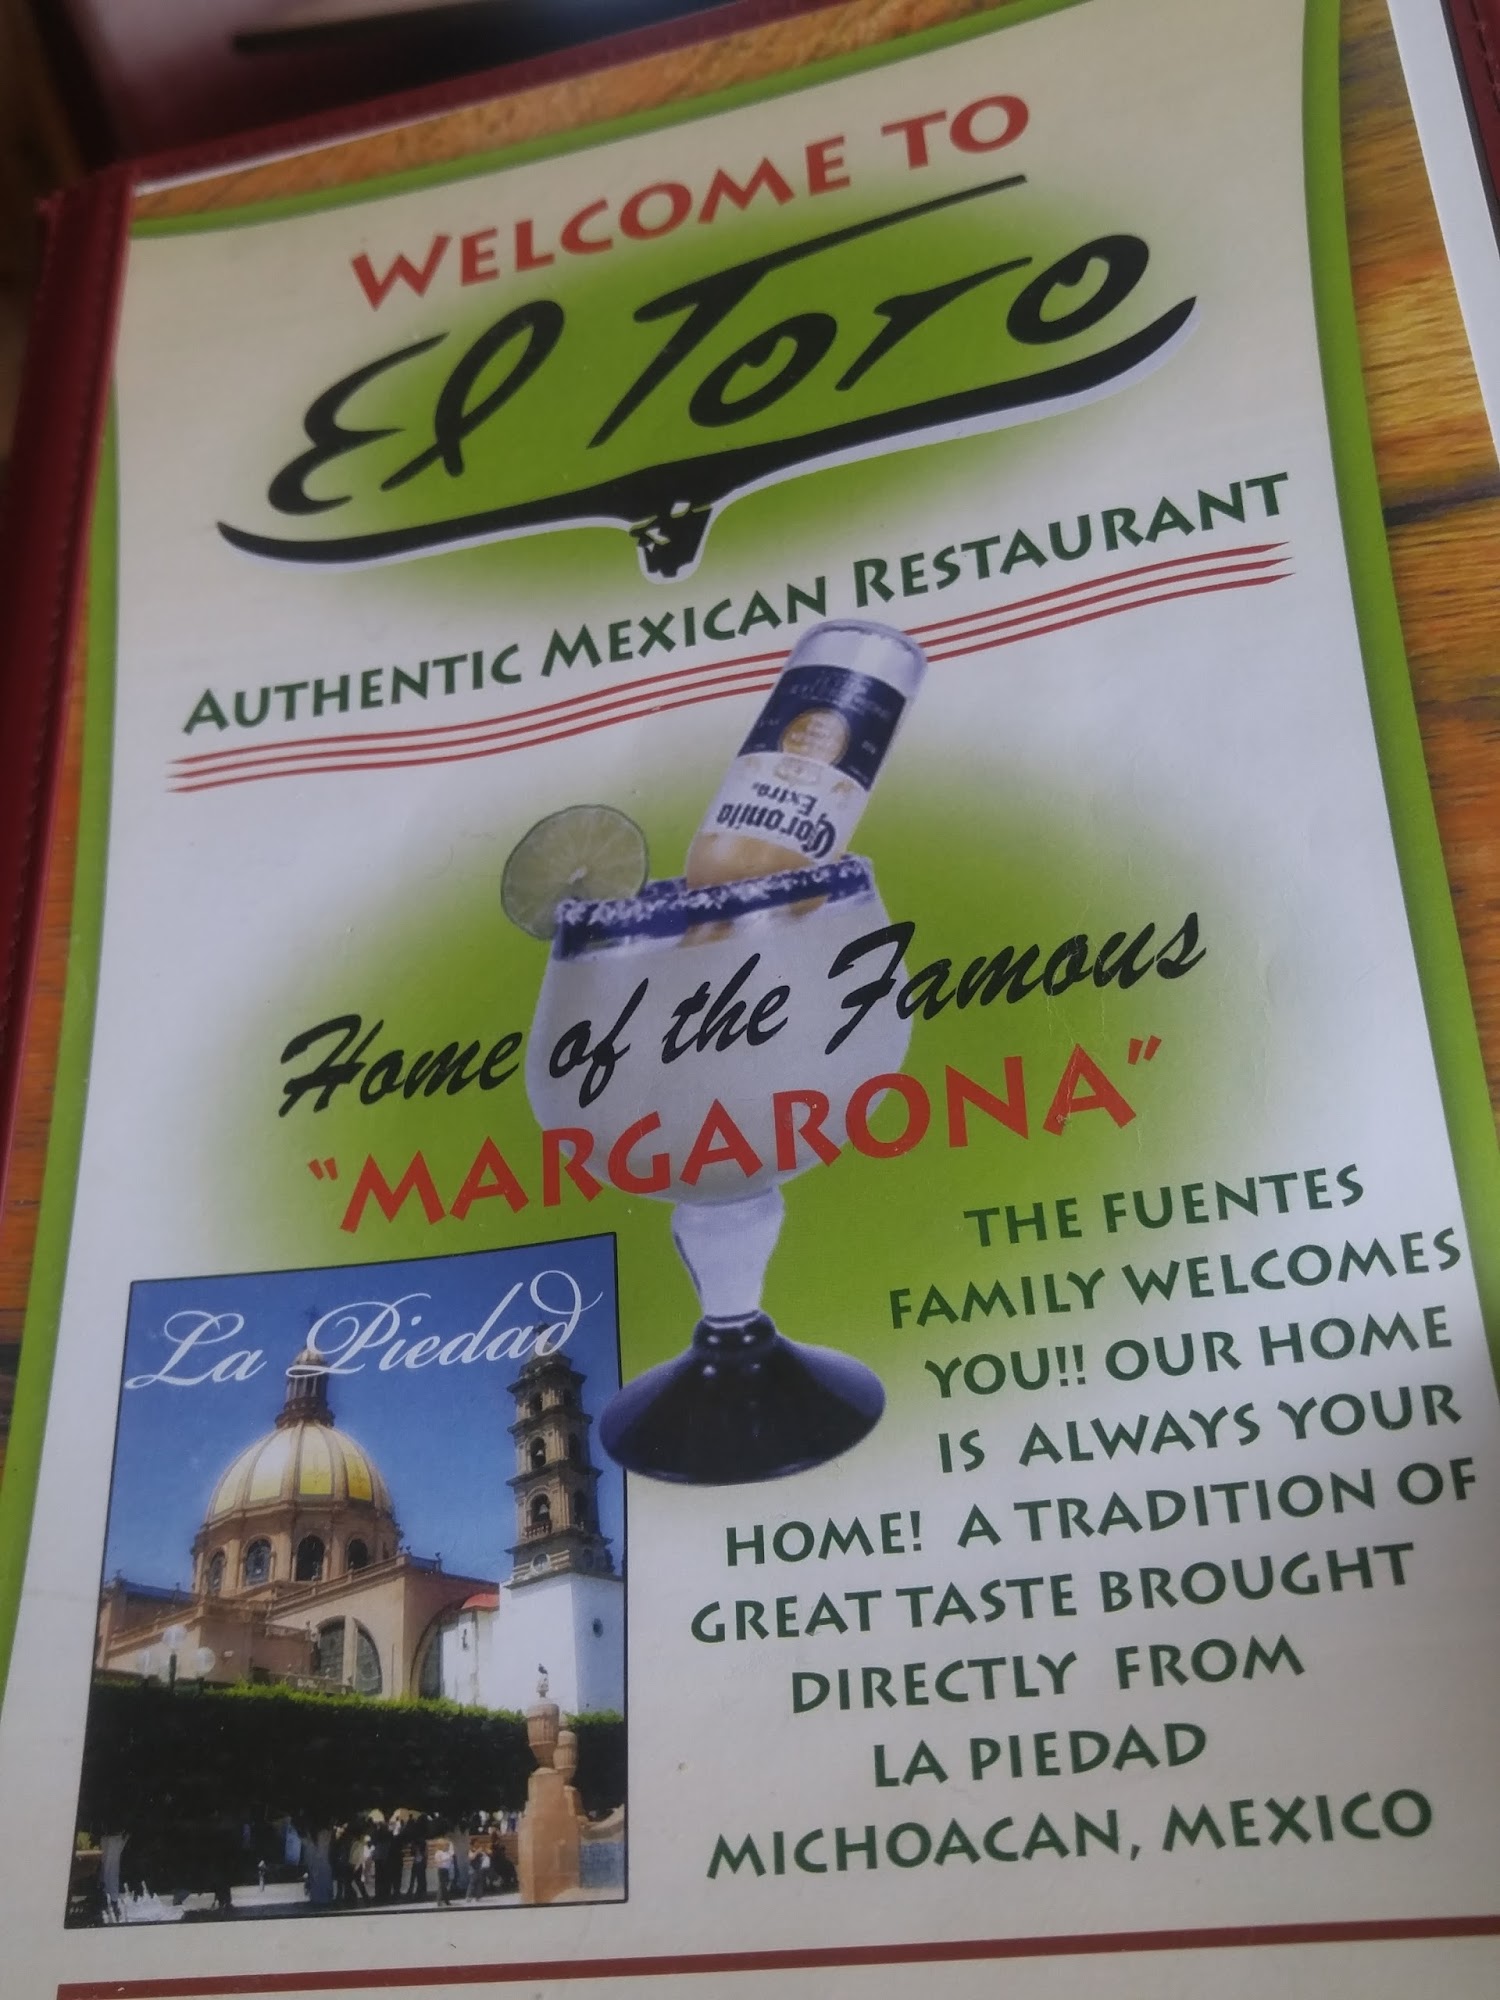 WELCOME TO
El Toro
AUTHENTIC MEXICAN RESTAURANT
Coronita
Extra
Home of the Famous
"MARGARONA"
La Piedad
THE FUENTES
FAMILY WELCOMES
YOU!! OUR HOME
IS ALWAYS YOUR
HOME! A TRADITION OF
GREAT TASTE BROUGHT
DIRECTLY FROM
LA PIEDAD
MICHOACAN, MEXICO